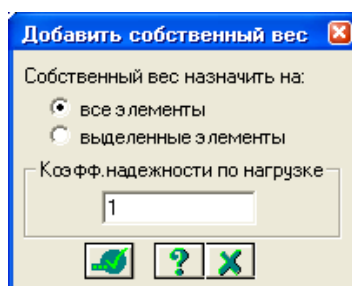 Добавить собственный вес
Собственный вес назначить на:
все элементы
выделенные элементы
Коэфф.надежности по нагрузке
1